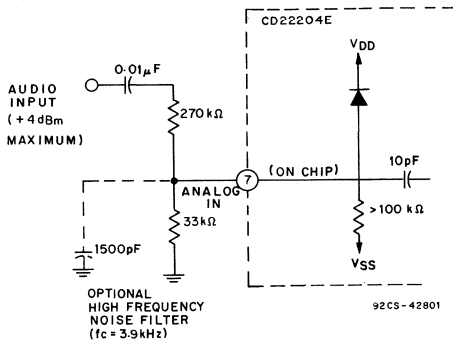 CD22204E
VDD
0.01µF
AUDIO
INPUT
(+4dBm
MAXIMUM)
270kΩ
10pF
(ON CHIP)
7
ANALOG
IN
>100 kΩ
33kΩ
1500pF
VSS
OPTIONAL
HIGH FREQUENCY
NOISE FILTER
(fc = 3.9kHz)
92CS-42801